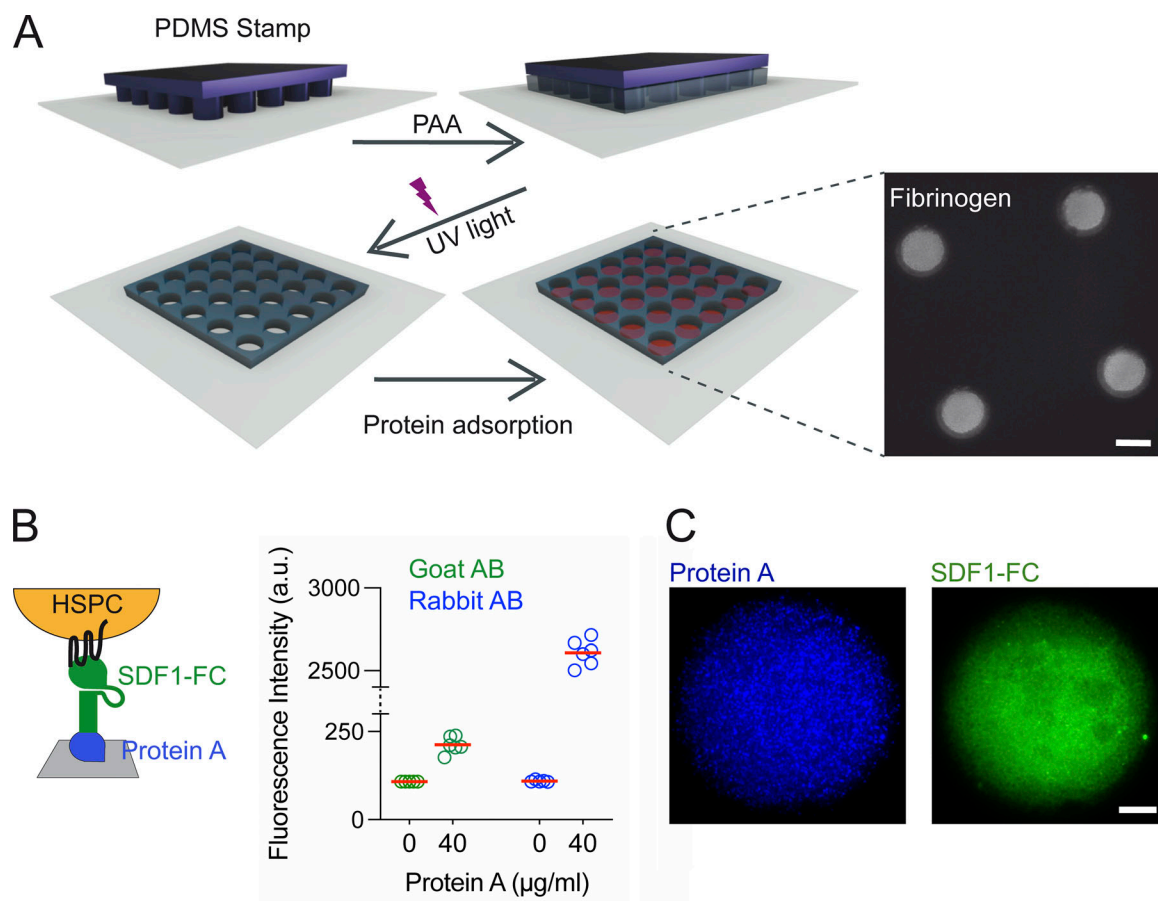 A
PDMS Stamp
PAA
UV light
Protein adsorption
Fibrinogen
B
HSPC
SDF1-FC
Protein A
Fluorescence Intensity (a.u.)
Goat AB
Rabbit AB
3000
2500
250
0
0
40
0
40
Protein A (µg/ml)
C
Protein A
SDF1-FC